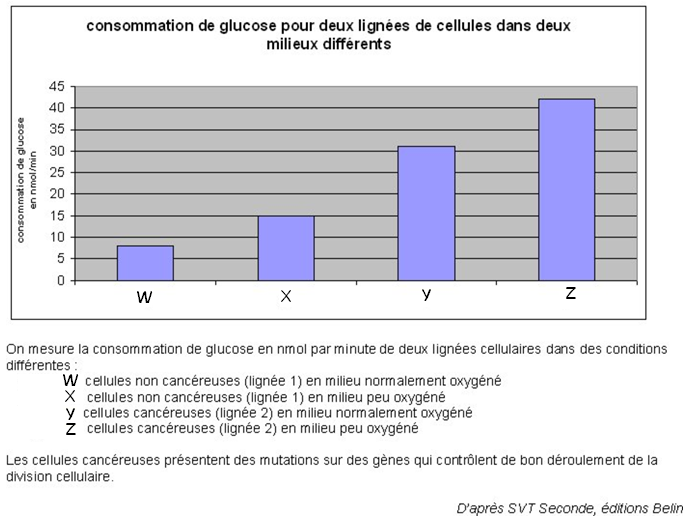 consommation de glucose pour deux lignées de cellules dans deux
milieux différents
consommation de glucose
en nmol/min
45
40
35
30
25
20
15
10
5
0
W
X
y
Z
On mesure la consommation de glucose en nmol par minute de deux lignées cellulaires dans des conditions
différentes :
W cellules non cancéreuses (lignée 1) en milieu normalement oxygéné
X cellules non cancéreuses (lignée 1) en milieu peu oxygéné
y cellules cancéreuses (lignée 2) en milieu normalement oxygéné
Z cellules cancéreuses (lignée 2) en milieu peu oxygéné
Les cellules cancéreuses présentent des mutations sur des gènes qui contrôlent de bon déroulement de la
division cellulaire.
D'après SVT Seconde, éditions Belin